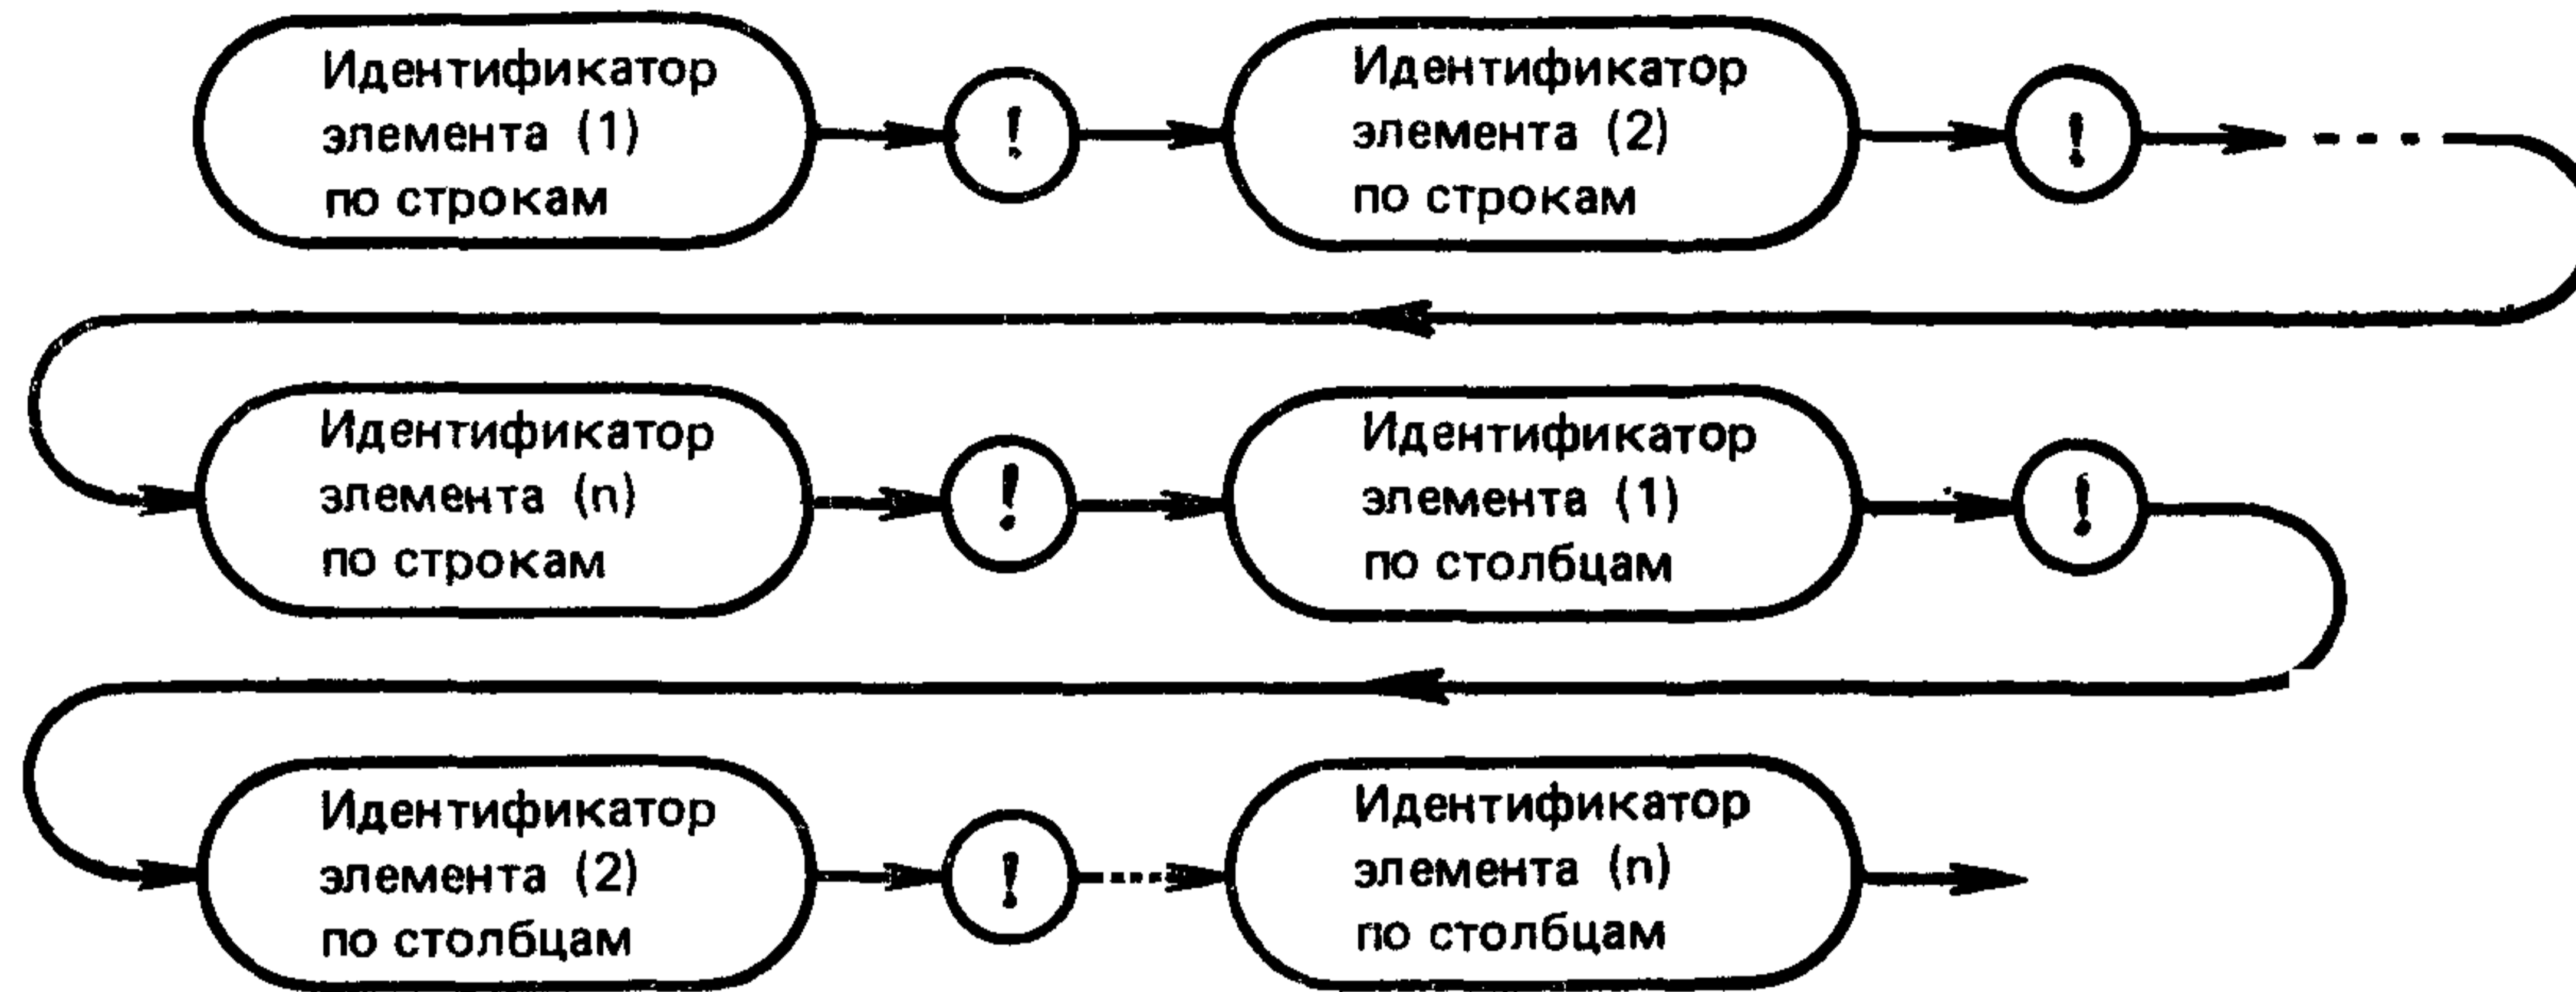 Идентификатор
элемента (1)
по строкам
!
Идентификатор
элемента (2)
по строкам
!
Идентификатор
элемента (n)
по строкам
!
Идентификатор
элемента (1)
по столбцам
!
Идентификатор
элемента (2)
по столбцам
!
Идентификатор
элемента (n)
по столбцам